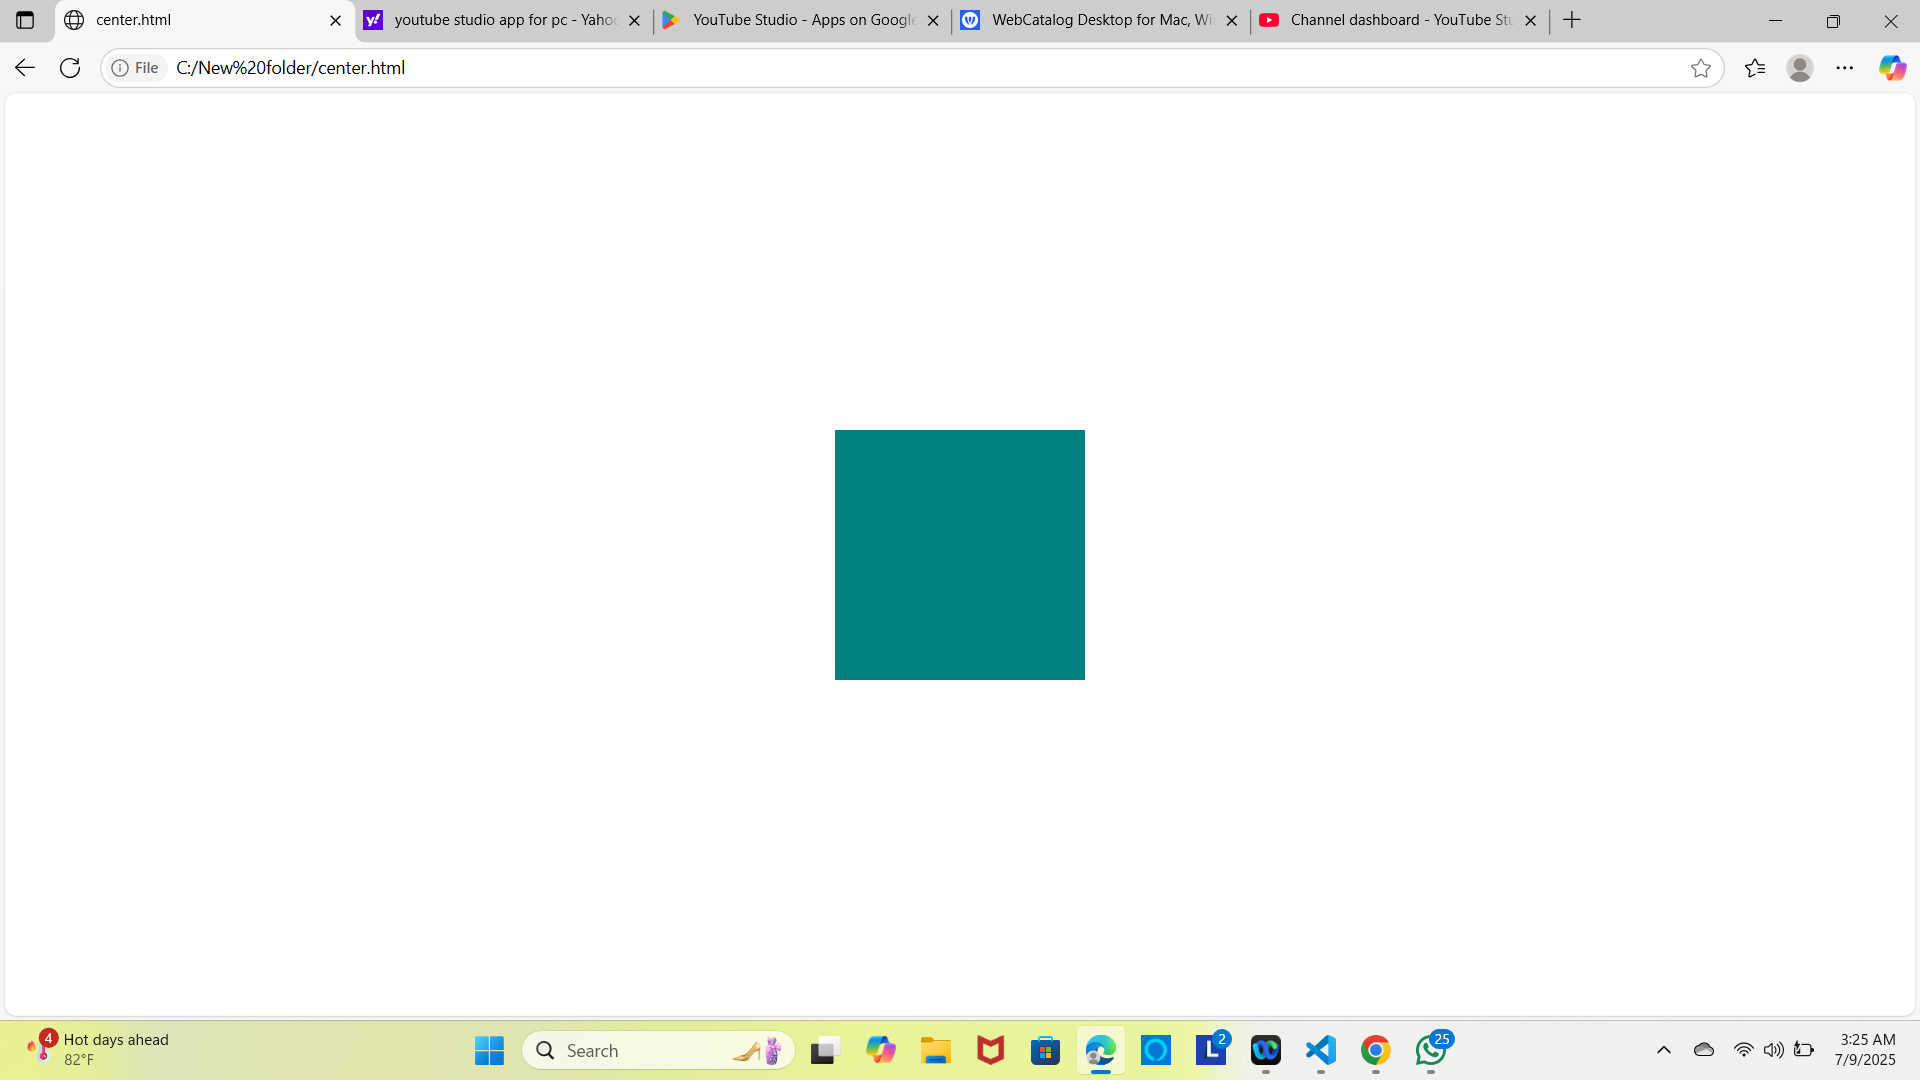 center.html
youtube studio app for pc - Yahoo
YouTube Studio - Apps on Google
WebCatalog Desktop for Mac, Wi
Channel dashboard - YouTube Stu
File
C:/New%20folder/center.html
4
Hot days ahead
82°F
Search
L
2
25
3:25 AM
7/9/2025